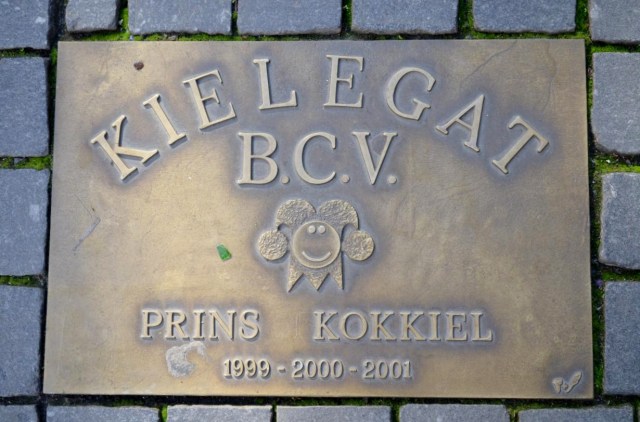 KIELEGAT
B.C.V.
PRINS KOKKIEL
1999-2000-2001